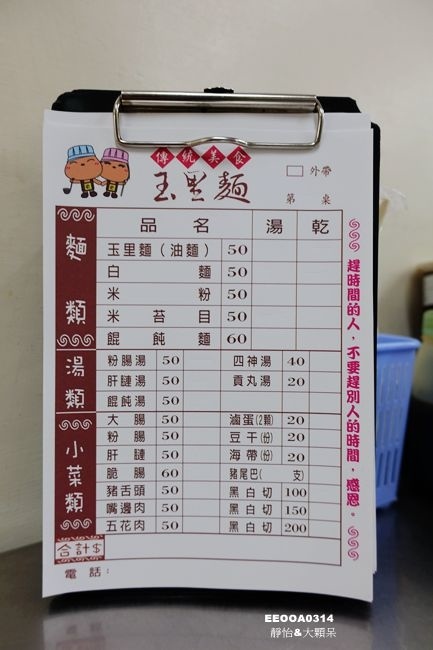 傳統美食
玉里麵
外帶
第 桌
品名 湯 乾
麵類
玉里麵（油麵） 50
白麵 50
米粉 50
米苔目 50
餛飩麵 60
湯類
粉腸湯 50 四神湯 40
肝膭湯 50 貢丸湯 20
餛飩湯 50
小菜類
大腸 50 滷蛋(2顆) 20
粉腸 50 豆干(份) 20
肝膭 50 海帶(份) 20
脆腸 60 豬尾巴( 支)
豬舌頭 50 黑白切 100
嘴邊肉 50 黑白切 150
五花肉 50 黑白切 200
合計$
電話：
趕時間的人，不要趕別人的時間，感恩。
EEOOA0314
靜怡&大顆呆